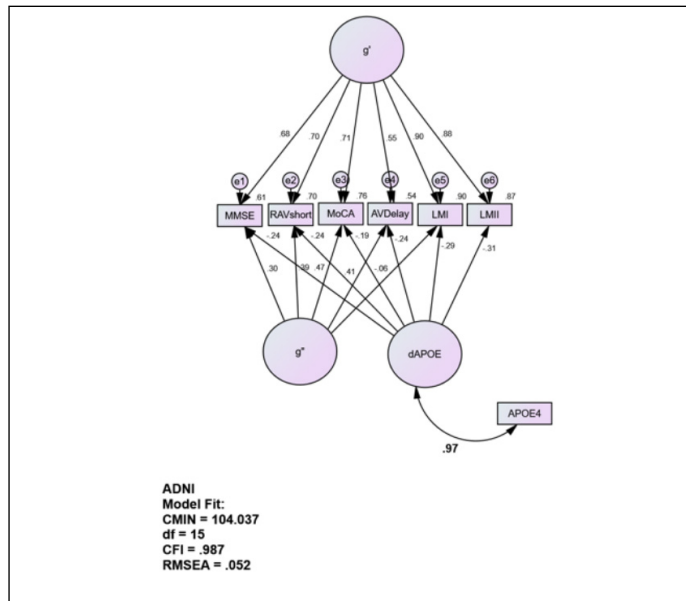 g'
.68 .70 .71 .55 .90 .88
e1 e2 e3 e4 e5 e6
.61 .70 .76 .54 .90 .87
MMSE RAVshort MoCA AVDelay LMI LMII
-.24 -.24 -.19 -.24 -.29 -.31
.30 .39 .47 .41 -.06
g"
dAPOE
APOE4
.97
ADNI
Model Fit:
CMIN = 104.037
df = 15
CFI = .987
RMSEA = .052